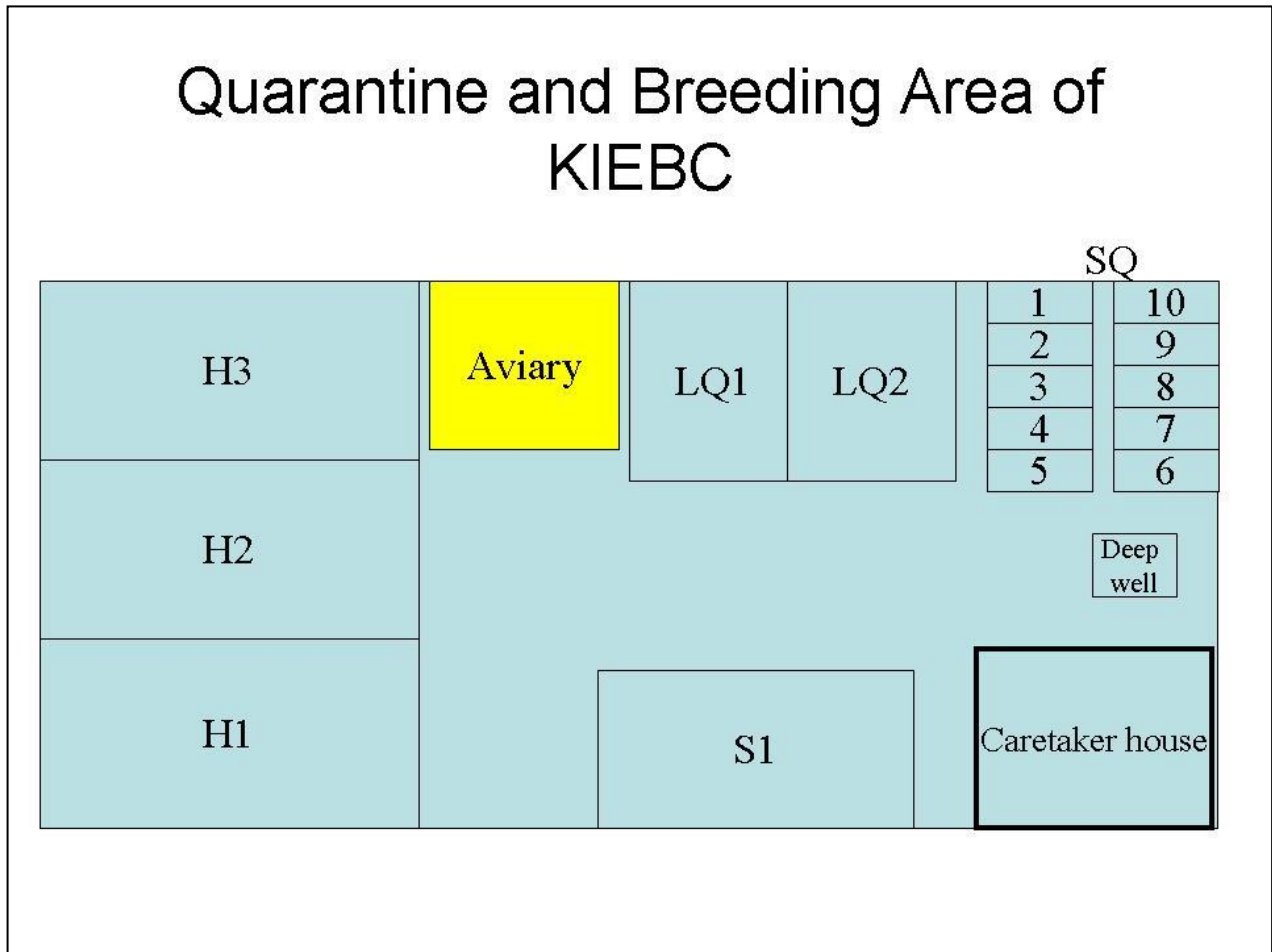 Quarantine and Breeding Area of
KIEBC
SQ
H3
Aviary
LQ1
LQ2
1
2
3
4
5
10
9
8
7
6
H2
Deep
well
H1
S1
Caretaker house